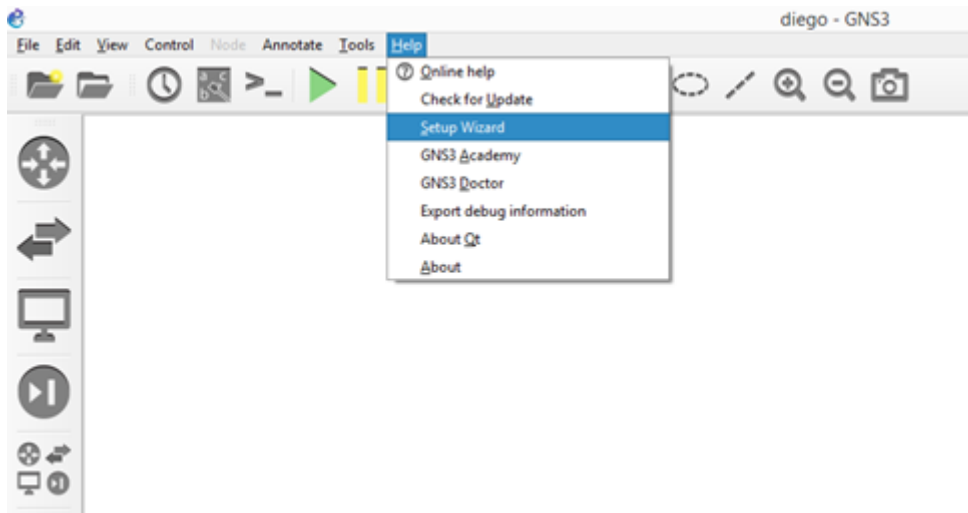 diego - GNS3
File Edit View Control Node Annotate Tools Help
Online help
Check for Update
Setup Wizard
GNS3 Academy
GNS3 Doctor
Export debug information
About Qt
About